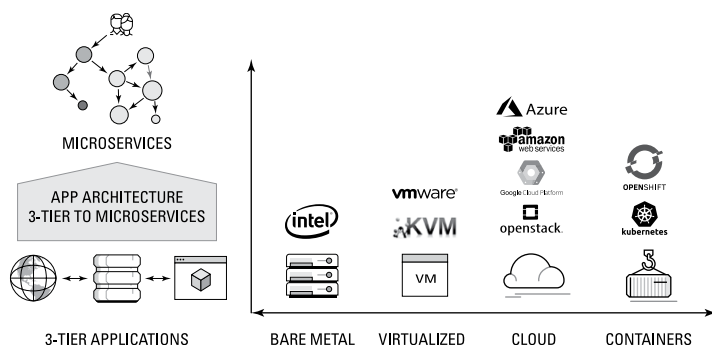 MICROSERVICES
APP ARCHITECTURE
3-TIER TO MICROSERVICES
3-TIER APPLICATIONS
Azure
amazon
web services
Google Cloud Platform
openstack.
OPENSHIFT
kubernetes
vmware®
KVM
intel
VM
BARE METAL
VIRTUALIZED
CLOUD
CONTAINERS